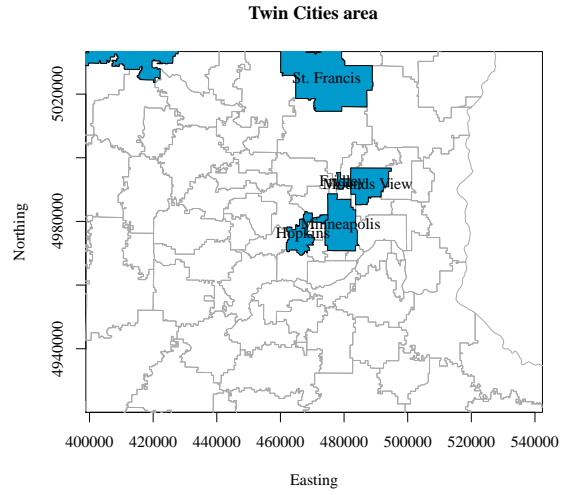 Twin Cities area
St. Francis
Fridley
Mounds View
Minneapolis
Hopkins
Northing
4940000
4980000
5020000
400000 420000 440000 460000 480000 500000 520000 540000
Easting